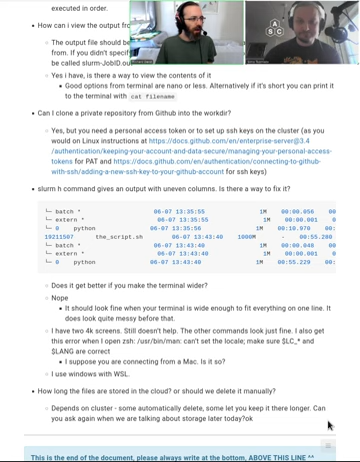 executed in order.
How can i view the output fro
The output file should be
from. If you didn't specif
be called slurm-JobID.ou
Yes i have, is there a way to view the contents of it
Good options from terminal are nano or less. Alternatively if it's short you can print it
to the terminal with cat filename
Can I clone a private repository from Github into the workdir?
Yes, but you need a personal access token or to set up ssh keys on the cluster (as you
would on Linux instructions at https://docs.github.com/en/enterprise-server@3.4
/authentication/keeping-your-account-and-data-secure/managing-your-personal-access-
tokens for PAT and https://docs.github.com/en/authentication/connecting-to-github-
with-ssh/adding-a-new-ssh-key-to-your-github-account for ssh keys)
slurm h command gives an output with uneven columns. Is there a way to fix it?
└─ batch * 06-07 13:35:55 1M 00:00.056 00
└─ extern * 06-07 13:35:55 1M 00:00.001 0
└─ 0 python 06-07 13:35:56 1M 00:10.970 00:
19211507 the_script.sh 06-07 13:43:40 1000M - 00:55.280
└─ batch * 06-07 13:43:40 1M 00:00.048 00
└─ extern * 06-07 13:43:40 1M 00:00.001 0
└─ 0 python 06-07 13:43:40 1M 00:55.229 00:
Does it get better if you make the terminal wider?
Nope
It should look fine when your terminal is wide enough to fit everything on one line. It
does look quite messy before that.
I have two 4k screens. Still doesn't help. The other commands look just fine. I also get
this error when I open zsh: /usr/bin/man: can't set the locale; make sure $LC_* and
$LANG are correct
I suppose you are connecting from a Mac. Is it so?
I use windows with WSL.
How long the files are stored in the cloud? or should we delete it manually?
Depends on cluster - some automatically delete, some let you keep it there longer. Can
you ask again when we are talking about storage later today?ok
This is the end of the document, please always write at the bottom, ABOVE THIS LINE ^^